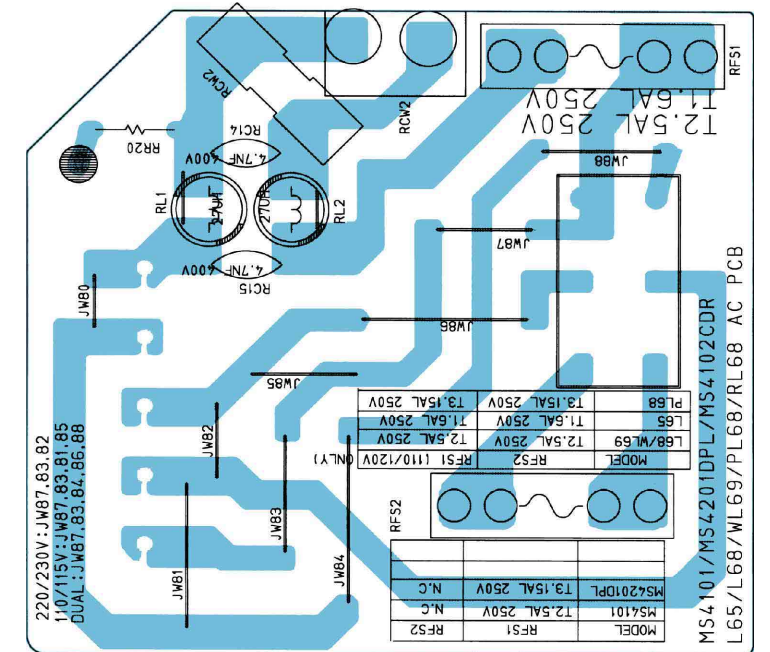 RCW2
RCW2
RFS1
T1.6AL 250V
T2.5AL 250V
RR20
RC14
4.7NF 400V
RL1
27UH
27UH
RL2
4.7NF 400V
RC15
JW88
JW87
JW80
JW86
JW85
JW82
JW83
JW81
JW84
MODEL RFS2 RFS1 (110/120V ONLY)
L68/WL69 T2.5AL 250V T2.5AL 250V
L65 T1.6AL 250V T1.6AL 250V
PL68 T3.15AL 250V T3.15AL 250V
RFS2
MODEL RFS1 RFS2
MS4101 T2.5AL 250V N.C
MS4201DPL T3.15AL 250V N.C
220/230V:JW87,83,82
110/115V:JW87,83,81,85
DUAL:JW87,83,84,86,88
MS4101/MS4201DPL/MS4102CDR
L65/L68/WL69/PL68/RL68 AC PCB